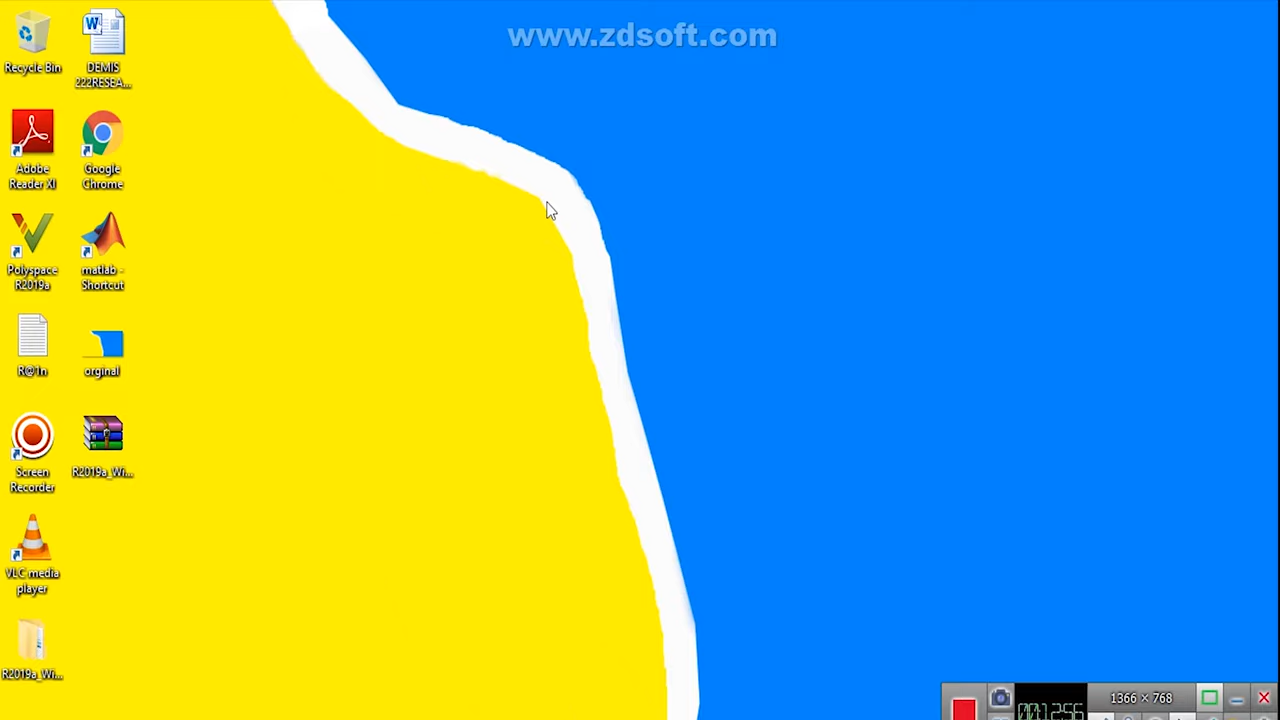 www.zdsoft.com
Recycle Bin
DEMIS
222RESEA...
Adobe
Reader XI
Google
Chrome
Polyspace
R2019a
matlab -
Shortcut
R@1n
orginal
Screen
Recorder
R2019a_Wi...
VLC media
player
R2019a_Wi...
1366 × 768